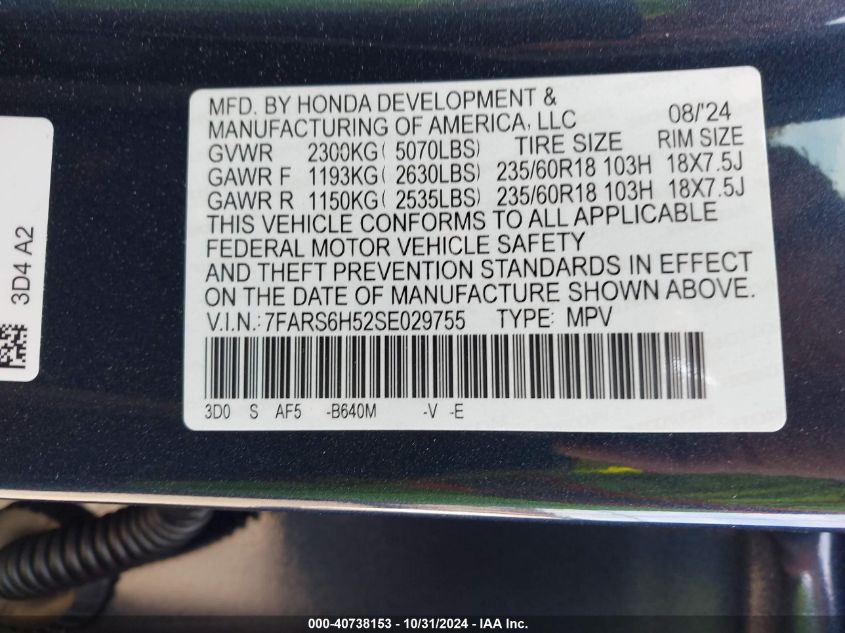 MFD. BY HONDA DEVELOPMENT &
MANUFACTURING OF AMERICA, LLC 08/'24
GVWR 2300KG( 5070LBS) TIRE SIZE RIM SIZE
GAWR F 1193KG( 2630LBS) 235/60R18 103H 18X7.5J
GAWR R 1150KG( 2535LBS) 235/60R18 103H 18X7.5J
THIS VEHICLE CONFORMS TO ALL APPLICABLE
FEDERAL MOTOR VEHICLE SAFETY
AND THEFT PREVENTION STANDARDS IN EFFECT
ON THE DATE OF MANUFACTURE SHOWN ABOVE.
V.I.N.: 7FARS6H52SE029755 TYPE: MPV
3D0 S AF5 -B640M -V -E
3D4 A2
000-40738153 - 10/31/2024 - IAA Inc.